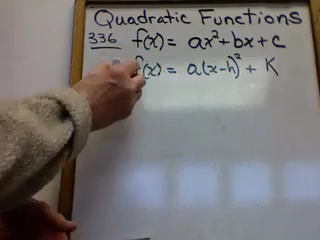 Quadratic Functions
336 f(x) = ax²+bx+c
f(x) = a(x-h)² + K